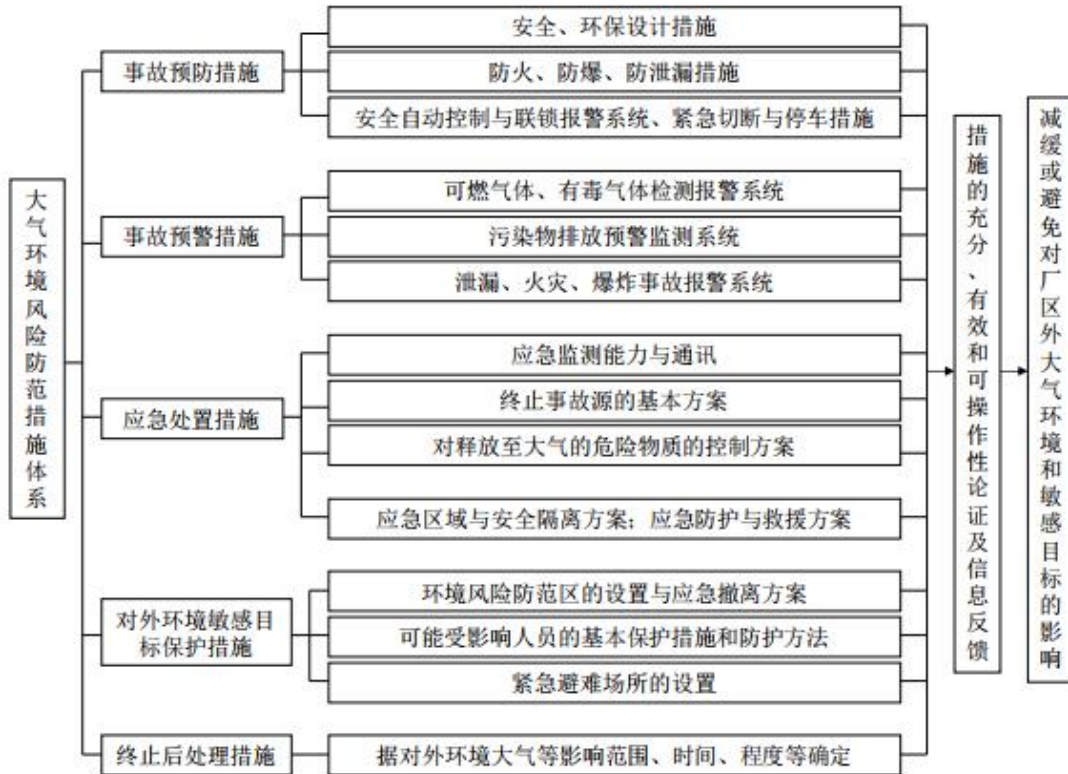 大气环境风险防范措施体系
事故预防措施
安全、环保设计措施
防火、防爆、防泄漏措施
安全自动控制与联锁报警系统、紧急切断与停车措施
事故预警措施
可燃气体、有毒气体检测报警系统
污染物排放预警监测系统
泄漏、火灾、爆炸事故报警系统
应急处置措施
应急监测能力与通讯
终止事故源的基本方案
对释放至大气的危险物质的控制方案
应急区域与安全隔离方案；应急防护与救援方案
对外环境敏感目
标保护措施
环境风险防范区的设置与应急撤离方案
可能受影响人员的基本保护措施和防护方法
紧急避难场所的设置
终止后处理措施
据对外环境大气等影响范围、时间、程度等确定
措施的充分、有效和可操作性论证及信息反馈
减缓或避免对厂区外大气环境和敏感目标的影响